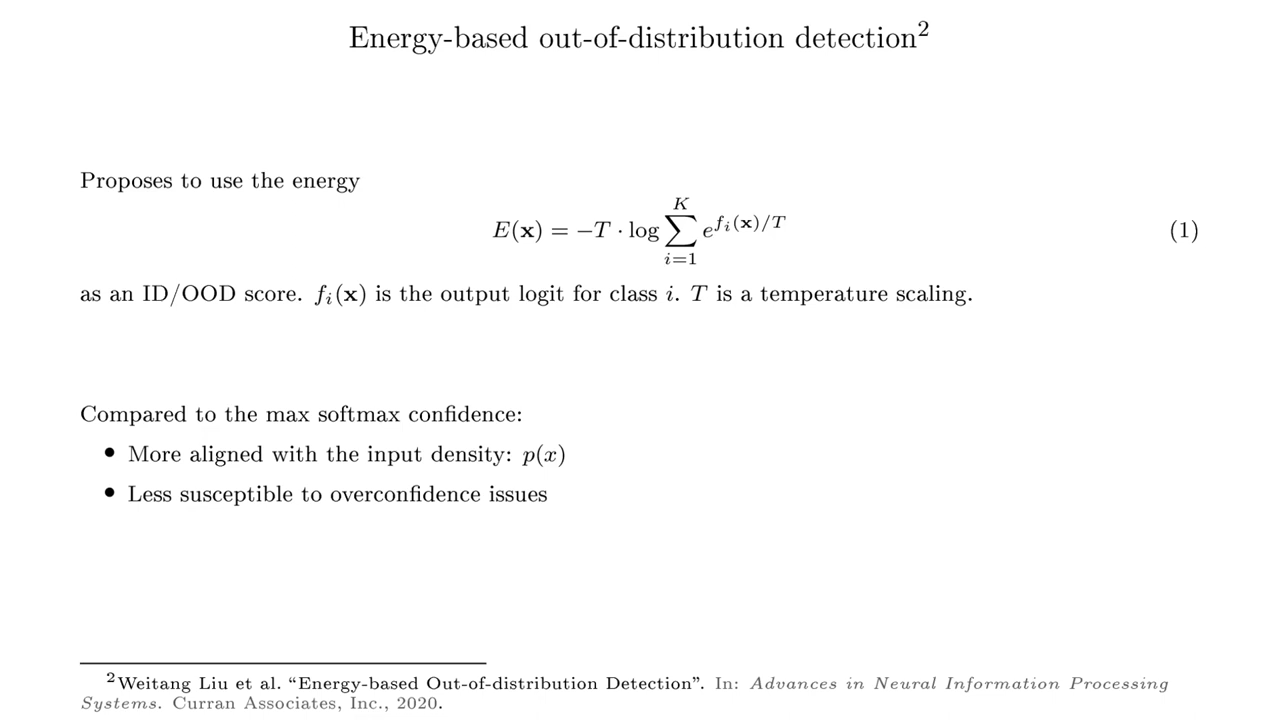 Energy-based out-of-distribution detection²
Proposes to use the energy
E(𝐱) = −T · log ∑_{i=1}^{K} e^{f_i(𝐱)/T} (1)
as an ID/OOD score. f_i(𝐱) is the output logit for class i. T is a temperature scaling.
Compared to the max softmax confidence:
• More aligned with the input density: p(x)
• Less susceptible to overconfidence issues
²Weitang Liu et al. “Energy-based Out-of-distribution Detection”. In: Advances in Neural Information Processing
Systems. Curran Associates, Inc., 2020.